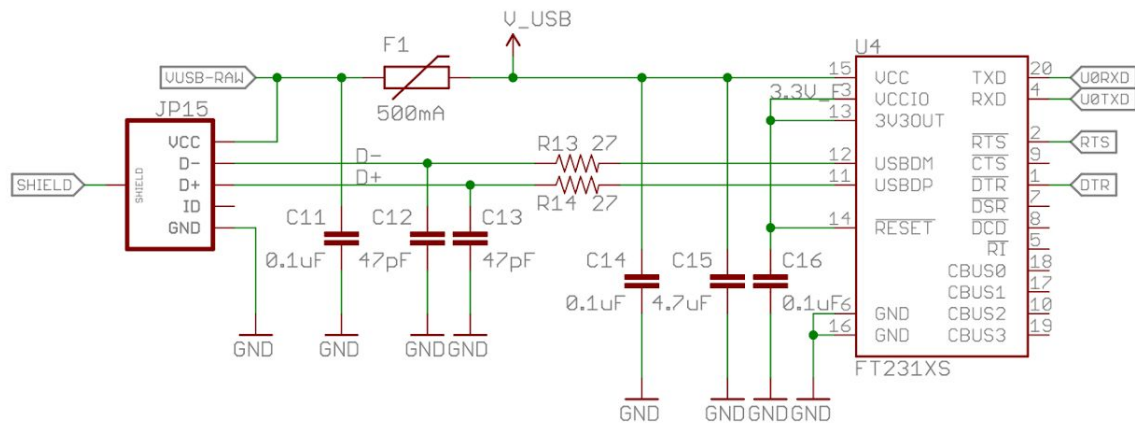 V_USB
F1
U4
VUSB-RAW
500mA
15 VCC
TXD 20 U0RXD
3.3V_F
3 VCCIO
RXD 4 U0TXD
13 3V3OUT
JP15
VCC
RTS 2 RTS
D-
D-
R13 27
12 USBDM
CTS 9
SHIELD
SHIELD
D+
D+
R14 27
11 USBDP
DTR 1 DTR
ID
DSR 7
GND
14 RESET
DCD 8
RI 5
C11
C12
C13
0.1uF
47pF
47pF
C14
C15
C16
CBUS0 18
CBUS1 17
0.1uF
4.7uF
0.1uF
6 GND
CBUS2 10
16 GND
CBUS3 19
GND
GND
GND
GND
FT231XS
GND
GND
GND
GND